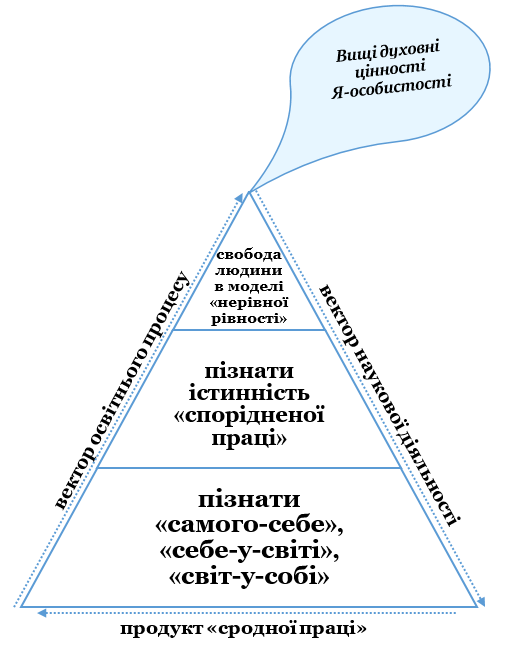 Вищі духовні
цінності
Я-особистості
свобода
людини
в моделі
«нерівної
рівності»
вектор освітнього процесу
вектор наукової діяльності
пізнати
істинність
«спорідненої
праці»
пізнати
«самого-себе»,
«себе-у-світі»,
«світ-у-собі»
продукт «сродної праці»